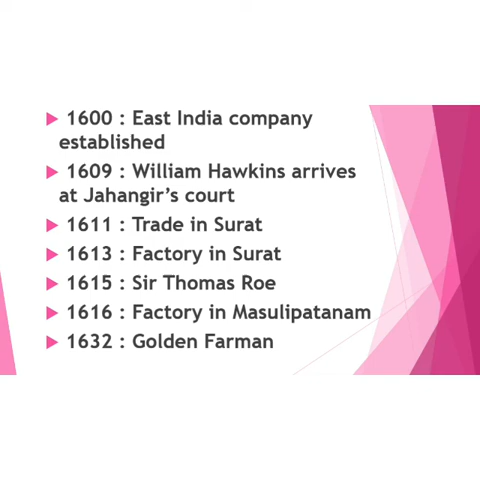 1600 : East India company
established
1609 : William Hawkins arrives
at Jahangir’s court
1611 : Trade in Surat
1613 : Factory in Surat
1615 : Sir Thomas Roe
1616 : Factory in Masulipatanam
1632 : Golden Farman